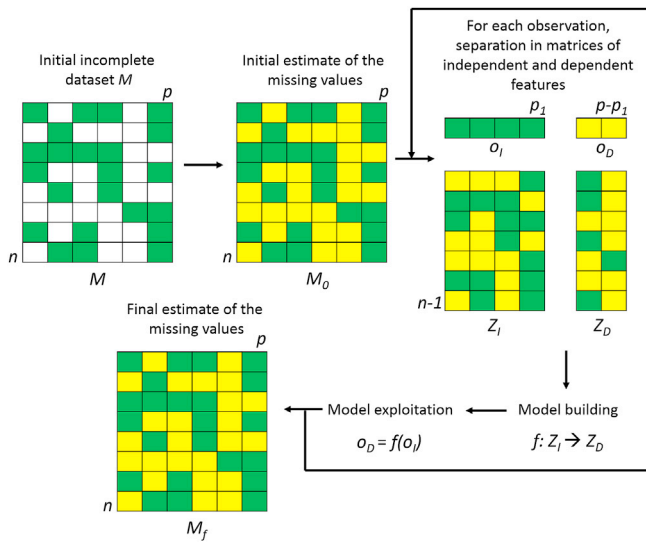 Initial incomplete
dataset M
p
n
M
Initial estimate of the
missing values
p
n
M0
For each observation,
separation in matrices of
independent and dependent
features
p1
p-p1
oI
oD
n-1
ZI
ZD
Model building
f: ZI → ZD
Model exploitation
oD = f(oI)
Final estimate of the
missing values
p
n
Mf